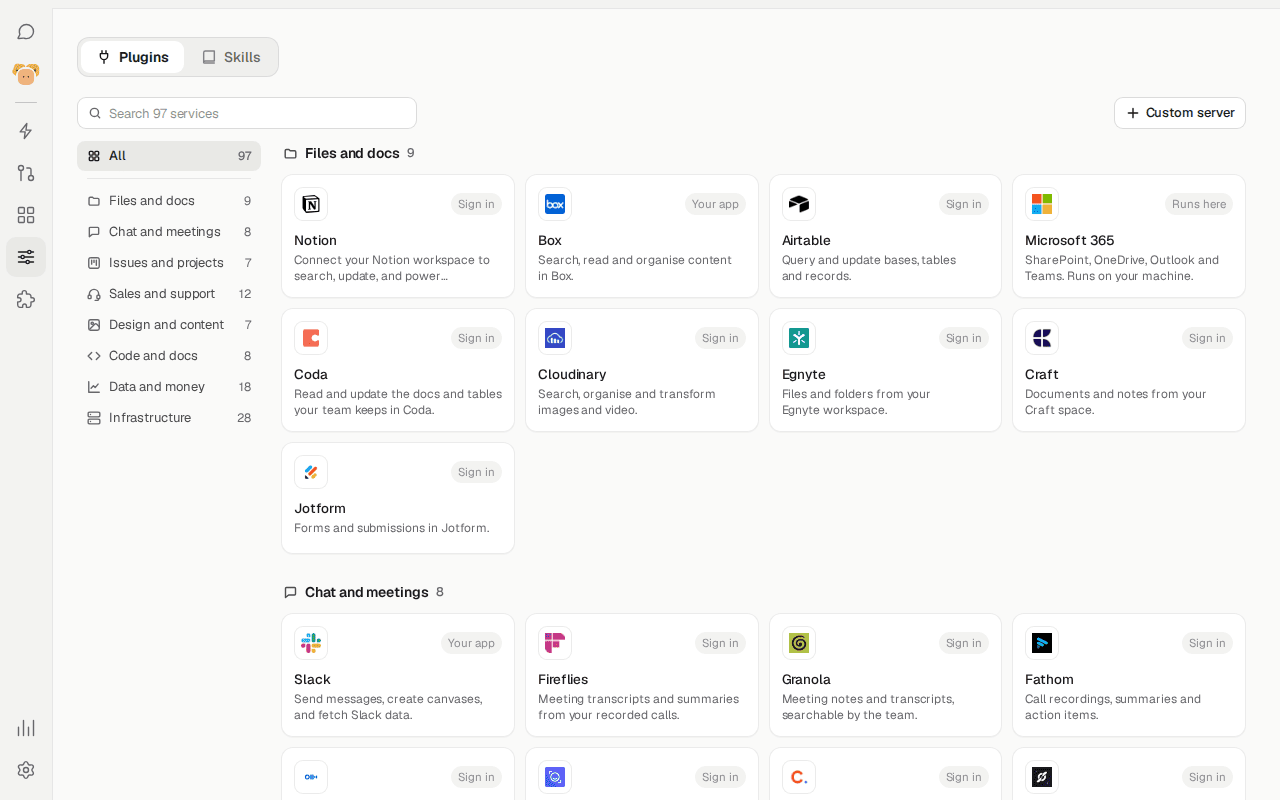 Plugins
Skills
Search 97 services
Custom server
All 97
Files and docs 9
Chat and meetings 8
Issues and projects 7
Sales and support 12
Design and content 7
Code and docs 8
Data and money 18
Infrastructure 28
Files and docs 9
Sign in
Notion
Connect your Notion workspace to
search, update, and power…
box
Your app
Box
Search, read and organise content
in Box.
Sign in
Airtable
Query and update bases, tables
and records.
Runs here
Microsoft 365
SharePoint, OneDrive, Outlook and
Teams. Runs on your machine.
Sign in
Coda
Read and update the docs and tables
your team keeps in Coda.
Sign in
Cloudinary
Search, organise and transform
images and video.
Sign in
Egnyte
Files and folders from your
Egnyte workspace.
Sign in
Craft
Documents and notes from your
Craft space.
Sign in
Jotform
Forms and submissions in Jotform.
Chat and meetings 8
Your app
Slack
Send messages, create canvases,
and fetch Slack data.
Sign in
Fireflies
Meeting transcripts and summaries
from your recorded calls.
Sign in
Granola
Meeting notes and transcripts,
searchable by the team.
Sign in
Fathom
Call recordings, summaries and
action items.
Sign in
Sign in
Sign in
Sign in